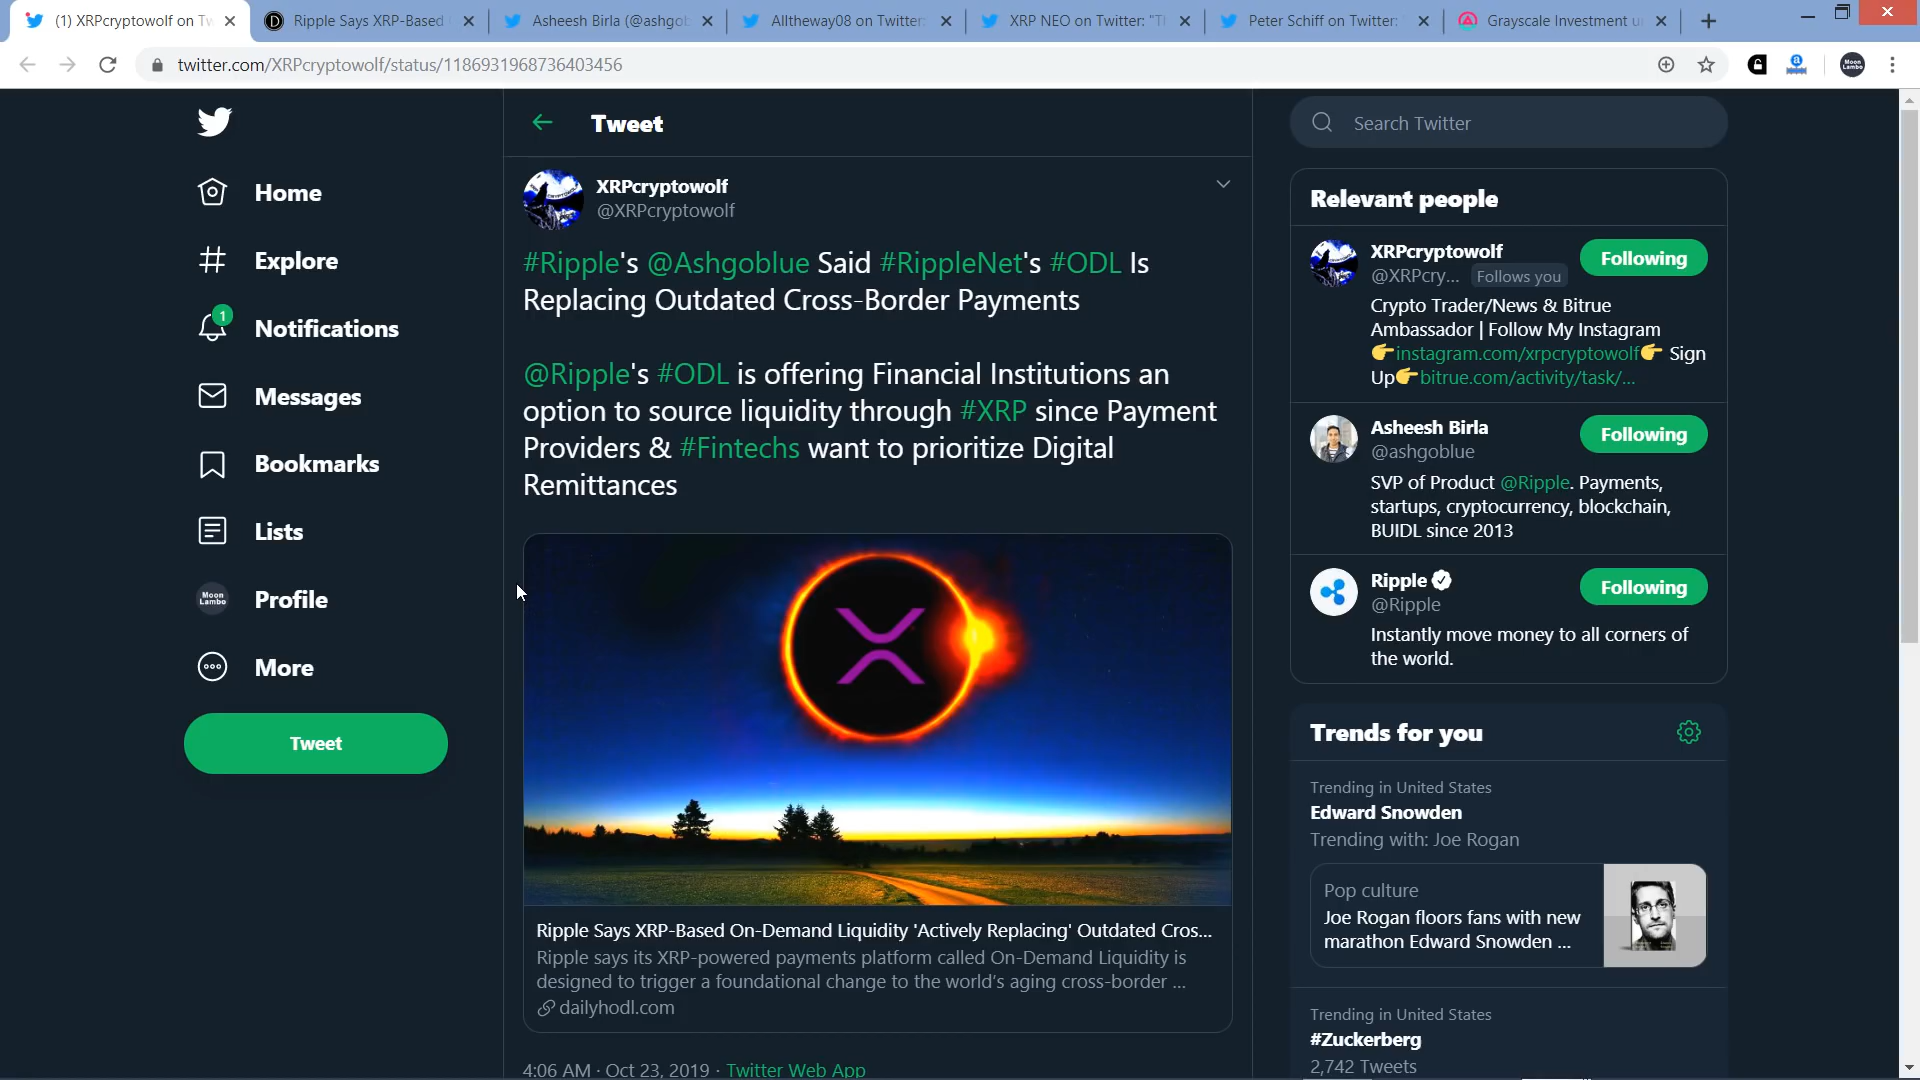 (1) XRPcryptowolf on Tw
Ripple Says XRP-Based
Asheesh Birla (@ashgob
Alltheway08 on Twitter:
XRP NEO on Twitter: "Th
Peter Schiff on Twitter: "
Grayscale Investment u
twitter.com/XRPcryptowolf/status/1186931968736403456
Moon
Lambo
Home
Explore
1
Notifications
Messages
Bookmarks
Lists
Moon
Lambo
Profile
More
Tweet
Tweet
XRPcryptowolf
@XRPcryptowolf
#Ripple's @Ashgoblue Said #RippleNet's #ODL Is
Replacing Outdated Cross-Border Payments
@Ripple's #ODL is offering Financial Institutions an
option to source liquidity through #XRP since Payment
Providers & #Fintechs want to prioritize Digital
Remittances
Ripple Says XRP-Based On-Demand Liquidity 'Actively Replacing' Outdated Cros...
Ripple says its XRP-powered payments platform called On-Demand Liquidity is
designed to trigger a foundational change to the world's aging cross-border ...
dailyhodl.com
4:06 AM · Oct 23, 2019 · Twitter Web App
Search Twitter
Relevant people
XRPcryptowolf
@XRPcry... Follows you
Following
Crypto Trader/News & Bitrue
Ambassador | Follow My Instagram
👉instagram.com/xrpcryptowolf👉 Sign
Up👉bitrue.com/activity/task/...
Asheesh Birla
@ashgoblue
Following
SVP of Product @Ripple. Payments,
startups, cryptocurrency, blockchain,
BUIDL since 2013
Ripple
@Ripple
Following
Instantly move money to all corners of
the world.
Trends for you
Trending in United States
Edward Snowden
Trending with: Joe Rogan
Pop culture
Joe Rogan floors fans with new
marathon Edward Snowden ...
Trending in United States
#Zuckerberg
2,742 Tweets